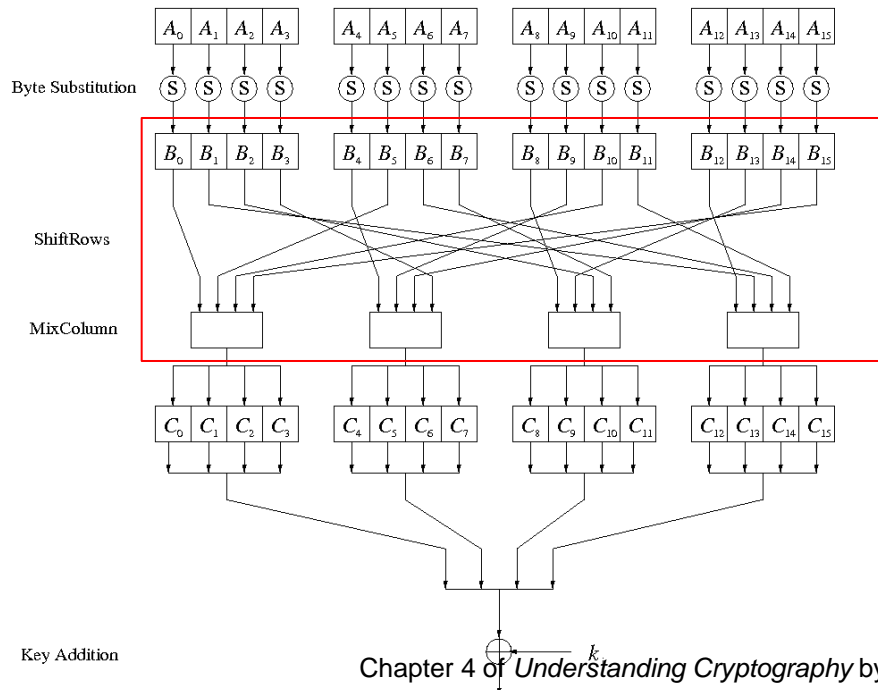 A₀ A₁ A₂ A₃ A₄ A₅ A₆ A₇ A₈ A₉ A₁₀ A₁₁ A₁₂ A₁₃ A₁₄ A₁₅
Byte Substitution S S S S S S S S S S S S S S S S
B₀ B₁ B₂ B₃ B₄ B₅ B₆ B₇ B₈ B₉ B₁₀ B₁₁ B₁₂ B₁₃ B₁₄ B₁₅
ShiftRows
MixColumn
C₀ C₁ C₂ C₃ C₄ C₅ C₆ C₇ C₈ C₉ C₁₀ C₁₁ C₁₂ C₁₃ C₁₄ C₁₅
Key Addition k
Chapter 4 of Understanding Cryptography by